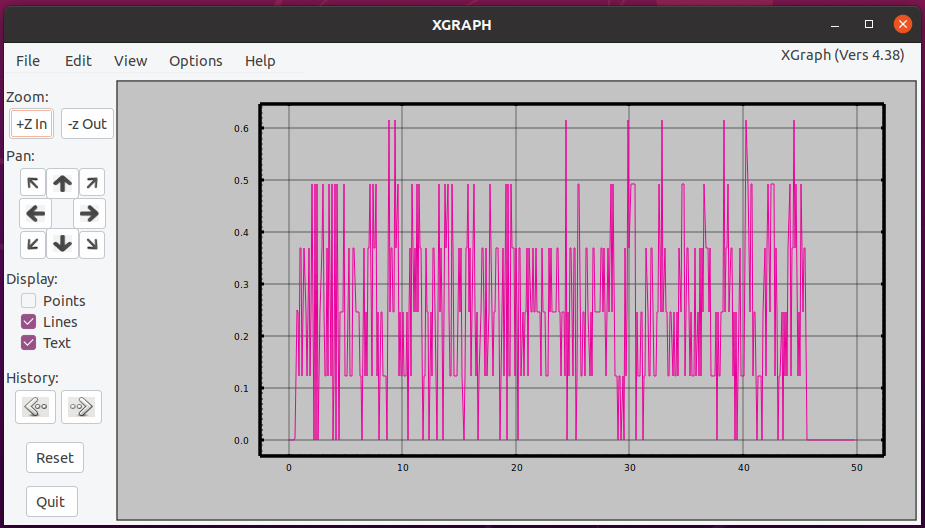 XGRAPH
File Edit View Options Help
XGraph (Vers 4.38)
Zoom:
+Z In -z Out
Pan:
Display:
Points
Lines
Text
History:
Reset
Quit
0.6
0.5
0.4
0.3
0.2
0.1
0.0
0 10 20 30 40 50